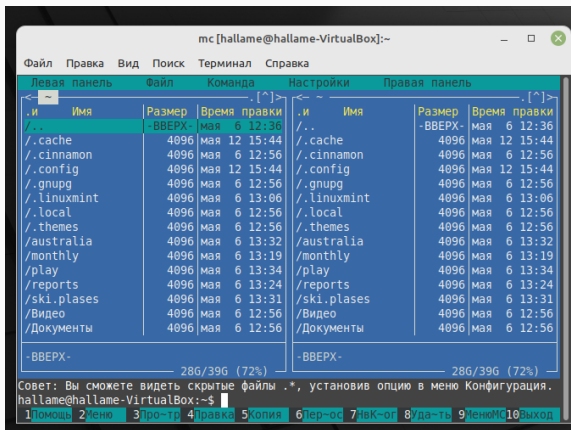 mc [hallame@hallame-VirtualBox]:~
Файл Правка Вид Поиск Терминал Справка
Левая панель Файл Команда Настройки Правая панель
<— ~ .[^]> <— ~ .[^]>
.и Имя Размер Время правки .и Имя Размер Время правки
/.. -ВВЕРХ- мая 6 12:36 /.. -ВВЕРХ- мая 6 12:36
/.cache 4096 мая 12 15:44 /.cache 4096 мая 12 15:44
/.cinnamon 4096 мая 6 12:56 /.cinnamon 4096 мая 6 12:56
/.config 4096 мая 12 15:44 /.config 4096 мая 12 15:44
/.gnupg 4096 мая 6 12:56 /.gnupg 4096 мая 6 12:56
/.linuxmint 4096 мая 6 13:06 /.linuxmint 4096 мая 6 13:06
/.local 4096 мая 6 12:56 /.local 4096 мая 6 12:56
/.themes 4096 мая 6 12:56 /.themes 4096 мая 6 12:56
/australia 4096 мая 6 13:32 /australia 4096 мая 6 13:32
/monthly 4096 мая 6 13:19 /monthly 4096 мая 6 13:19
/play 4096 мая 6 13:34 /play 4096 мая 6 13:34
/reports 4096 мая 6 13:24 /reports 4096 мая 6 13:24
/ski.plases 4096 мая 6 13:31 /ski.plases 4096 мая 6 13:31
/Видео 4096 мая 6 12:56 /Видео 4096 мая 6 12:56
/Документы 4096 мая 6 12:56 /Документы 4096 мая 6 12:56
-ВВЕРХ- -ВВЕРХ-
28G/39G (72%) 28G/39G (72%)
Совет: Вы сможете видеть скрытые файлы .*, установив опцию в меню Конфигурация.
hallame@hallame-VirtualBox:~$
1Помощь 2Меню 3Про~тр 4Правка 5Копия 6Пер~ос 7НвК~ог 8Уда~ть 9МенюMC 10Выход